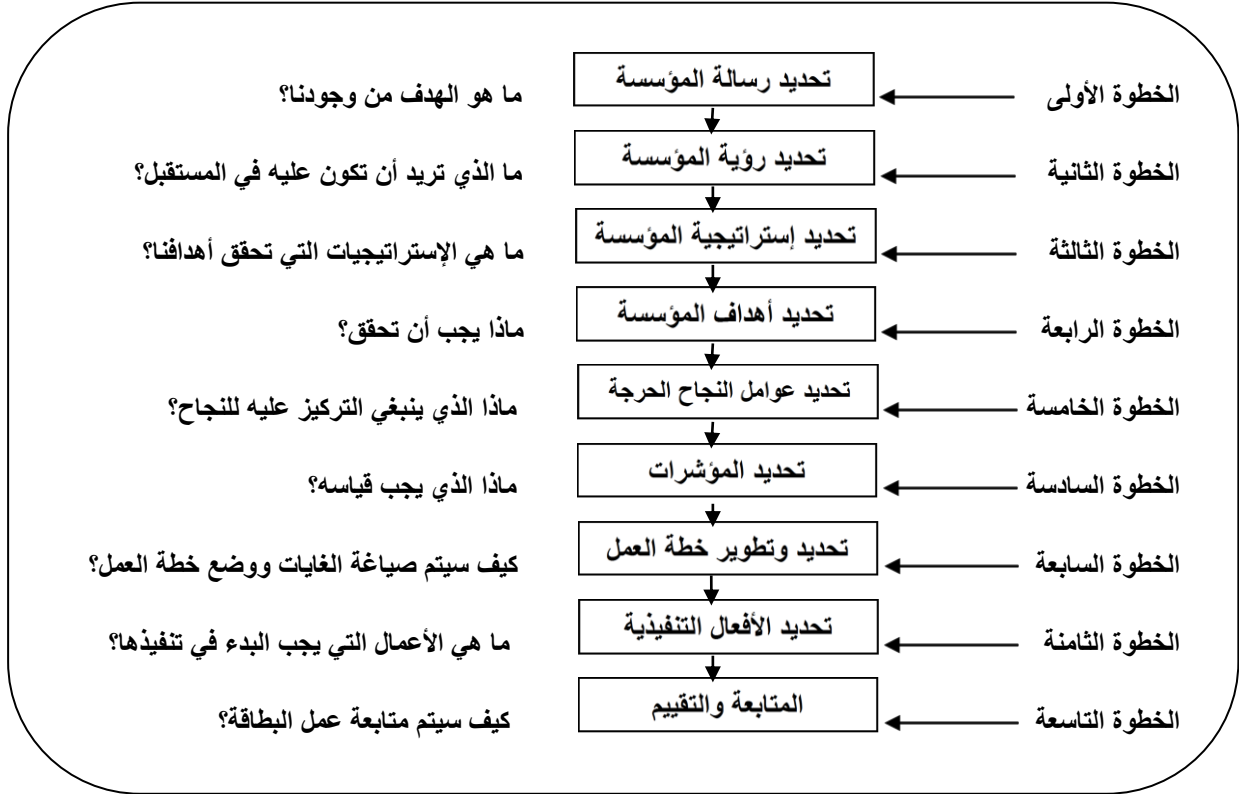 الخطوة الأولى تحديد رسالة المؤسسة ما هو الهدف من وجودنا؟
الخطوة الثانية تحديد رؤية المؤسسة ما الذي تريد أن تكون عليه في المستقبل؟
الخطوة الثالثة تحديد إستراتيجية المؤسسة ما هي الإستراتيجيات التي تحقق أهدافنا؟
الخطوة الرابعة تحديد أهداف المؤسسة ماذا يجب أن تحقق؟
الخطوة الخامسة تحديد عوامل النجاح الحرجة ماذا الذي ينبغي التركيز عليه للنجاح؟
الخطوة السادسة تحديد المؤشرات ماذا الذي يجب قياسه؟
الخطوة السابعة تحديد وتطوير خطة العمل كيف سيتم صياغة الغايات ووضع خطة العمل؟
الخطوة الثامنة تحديد الأفعال التنفيذية ما هي الأعمال التي يجب البدء في تنفيذها؟
الخطوة التاسعة المتابعة والتقييم كيف سيتم متابعة عمل البطاقة؟